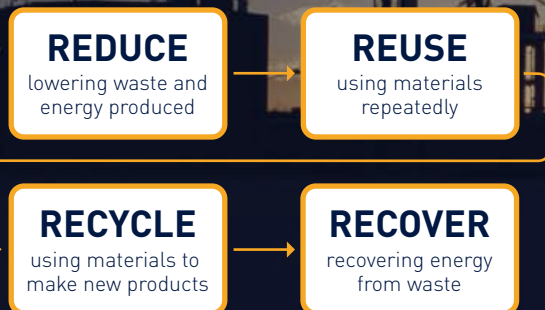 REDUCE
lowering waste and
energy produced
REUSE
using materials
repeatedly
RECYCLE
using materials to
make new products
RECOVER
recovering energy
from waste